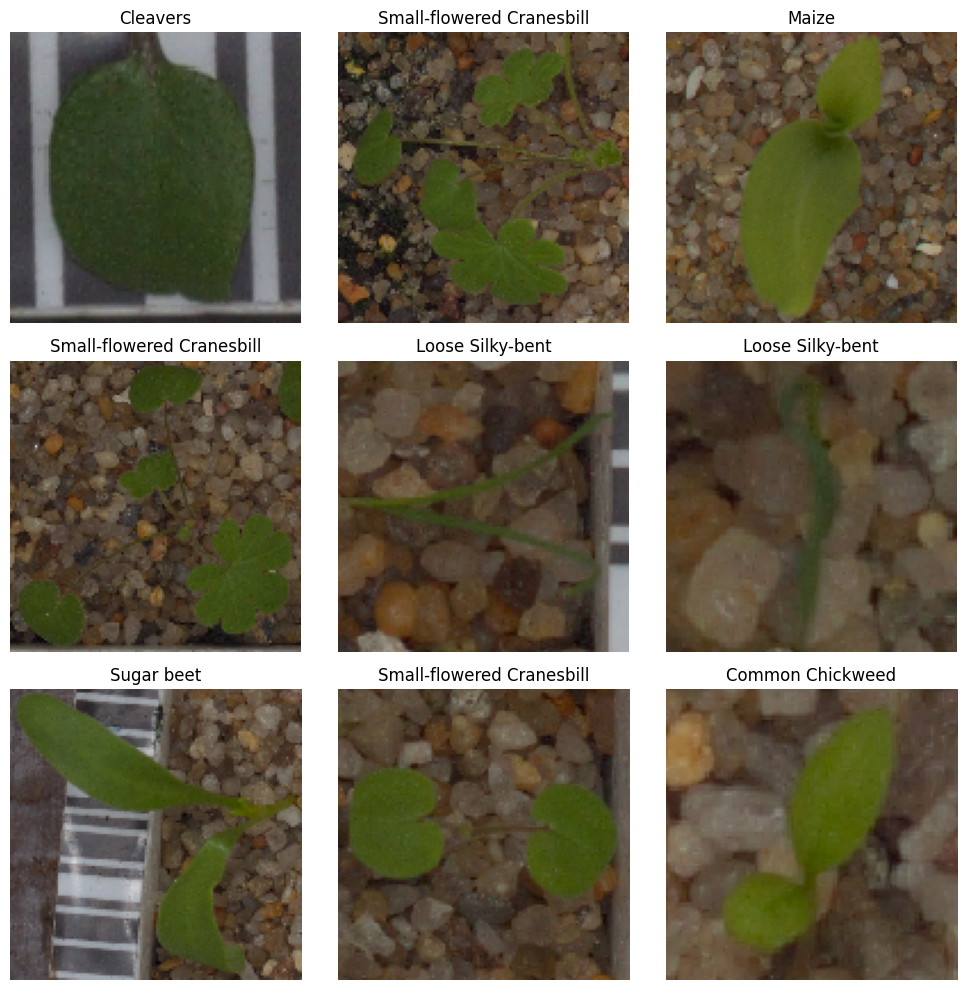 Cleavers
Small-flowered Cranesbill
Maize
Small-flowered Cranesbill
Loose Silky-bent
Loose Silky-bent
Sugar beet
Small-flowered Cranesbill
Common Chickweed